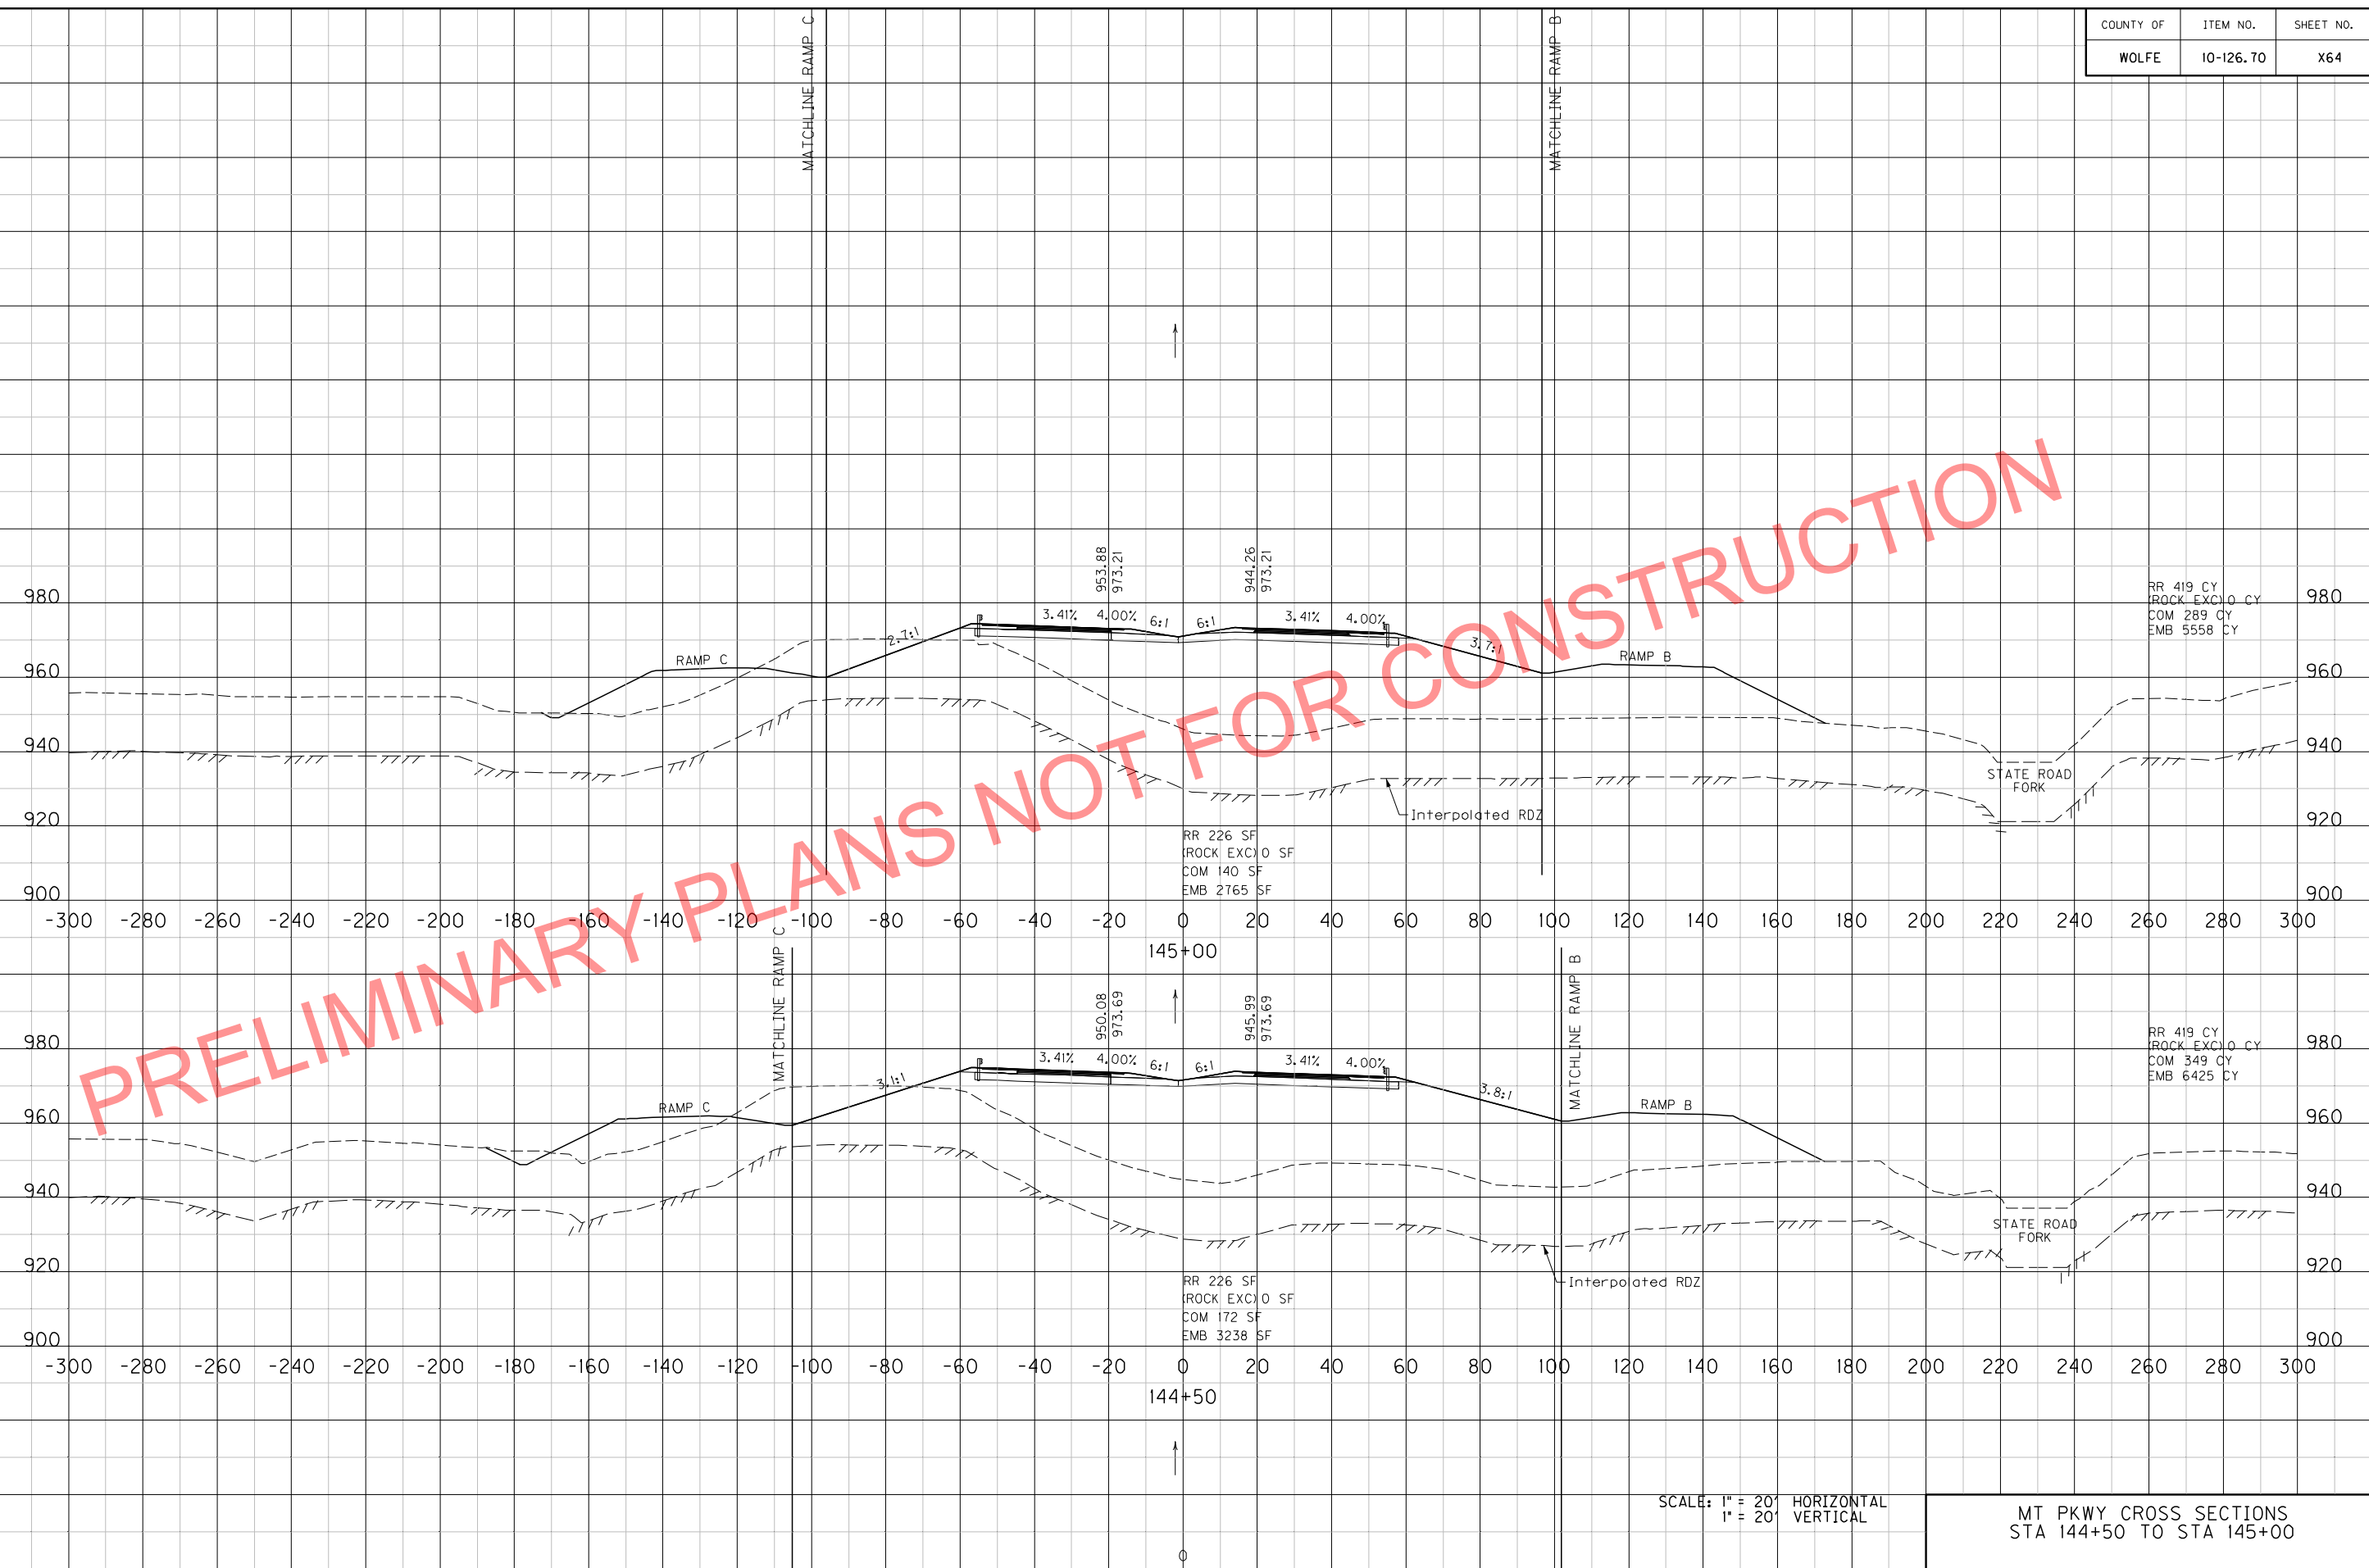 COUNTY OF ITEM NO. SHEET NO.
WOLFE 10-126.70 X64
MATCHLINE RAMP C
MATCHLINE RAMP B
953.88
973.21
944.26
973.21
RR 419 CY
(ROCK EXC) 0 CY
COM 289 CY
EMB 5558 CY
980 980
3.41% 4.00% 6:1 6:1 3.41% 4.00%
2.7:1
3.7:1
RAMP C
RAMP B
960 960
940 940
STATE ROAD
FORK
Interpolated RDZ
920 920
RR 226 SF
(ROCK EXC) 0 SF
COM 140 SF
EMB 2765 SF
900 900
-300 -280 -260 -240 -220 -200 -180 -160 -140 -120 -100 -80 -60 -40 -20 0 20 40 60 80 100 120 140 160 180 200 220 240 260 280 300
145+00
MATCHLINE RAMP C
MATCHLINE RAMP B
950.08
973.69
945.99
973.69
RR 419 CY
(ROCK EXC) 0 CY
COM 349 CY
EMB 6425 CY
980 980
3.41% 4.00% 6:1 6:1 3.41% 4.00%
3.1:1
3.8:1
RAMP C
RAMP B
960 960
940 940
STATE ROAD
FORK
Interpolated RDZ
920 920
RR 226 SF
(ROCK EXC) 0 SF
COM 172 SF
EMB 3238 SF
900 900
-300 -280 -260 -240 -220 -200 -180 -160 -140 -120 -100 -80 -60 -40 -20 0 20 40 60 80 100 120 140 160 180 200 220 240 260 280 300
144+50
0
PRELIMINARY PLANS NOT FOR CONSTRUCTION
SCALE: 1" = 20' HORIZONTAL
1" = 20' VERTICAL
MT PKWY CROSS SECTIONS
STA 144+50 TO STA 145+00